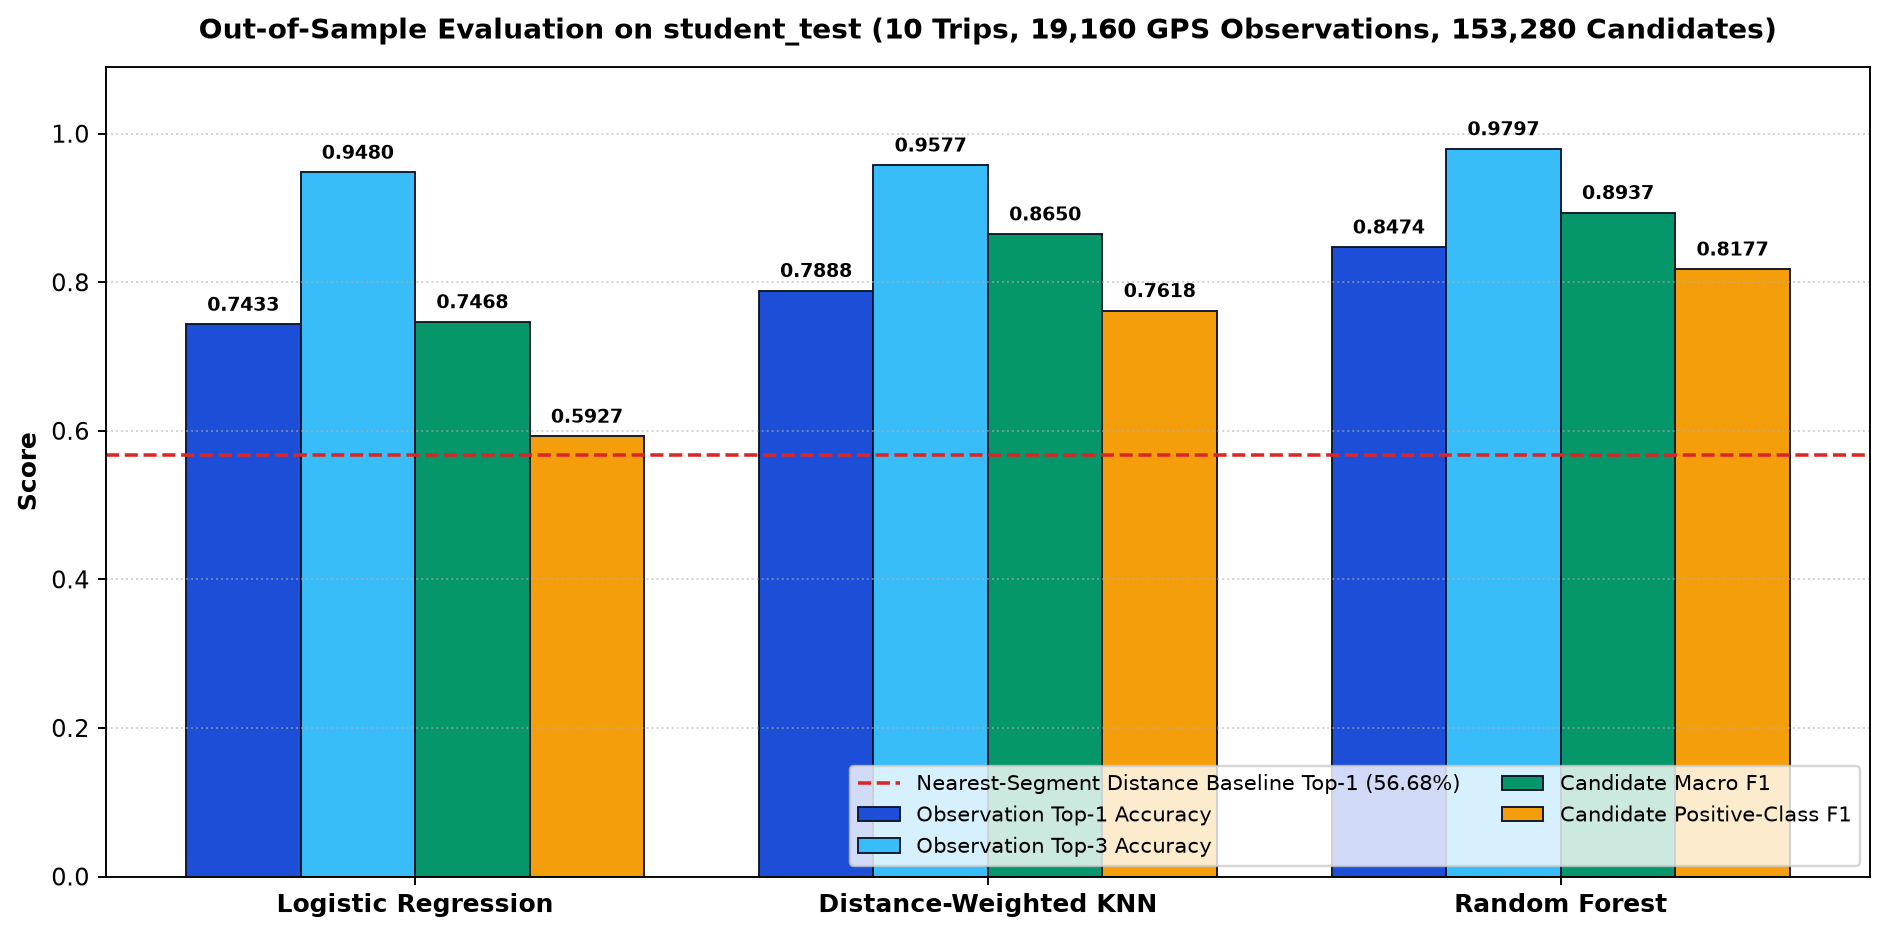 Out-of-Sample Evaluation on student_test (10 Trips, 19,160 GPS Observations, 153,280 Candidates)
Score
1.0
0.8
0.6
0.4
0.2
0.0
0.7433
0.9480
0.7468
0.5927
0.7888
0.9577
0.8650
0.7618
0.8474
0.9797
0.8937
0.8177
Nearest-Segment Distance Baseline Top-1 (56.68%)
Observation Top-1 Accuracy
Observation Top-3 Accuracy
Candidate Macro F1
Candidate Positive-Class F1
Logistic Regression
Distance-Weighted KNN
Random Forest